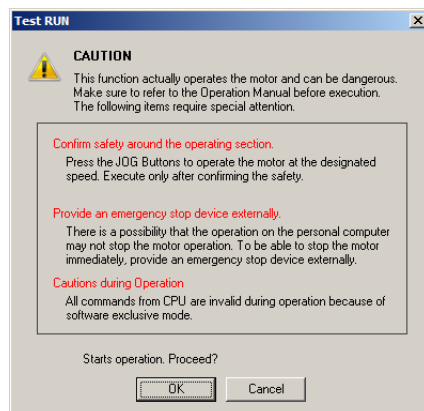 Test RUN
CAUTION
This function actually operates the motor and can be dangerous.
Make sure to refer to the Operation Manual before execution.
The following items require special attention.
Confirm safety around the operating section.
Press the JOG Buttons to operate the motor at the designated
speed. Execute only after confirming the safety.
Provide an emergency stop device externally.
There is a possibility that the operation on the personal computer
may not stop the motor operation. To be able to stop the motor
immediately, provide an emergency stop device externally.
Cautions during Operation
All commands from CPU are invalid during operation because of
software exclusive mode.
Starts operation. Proceed?
OK
Cancel